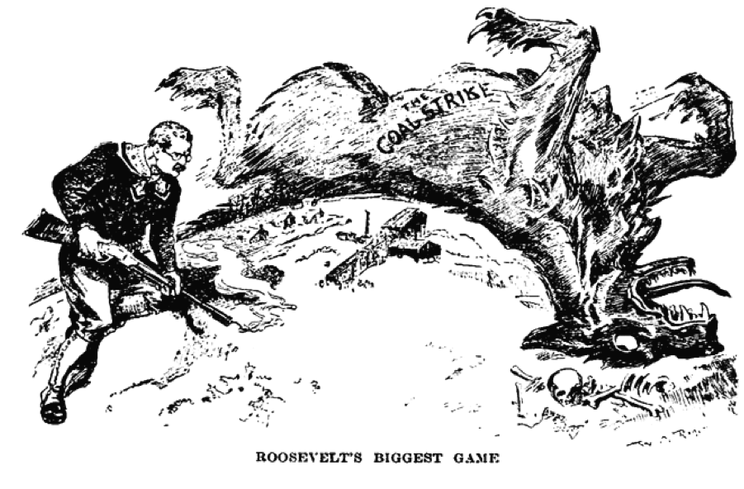 THE
COAL STRIKE
ROOSEVELT'S BIGGEST GAME